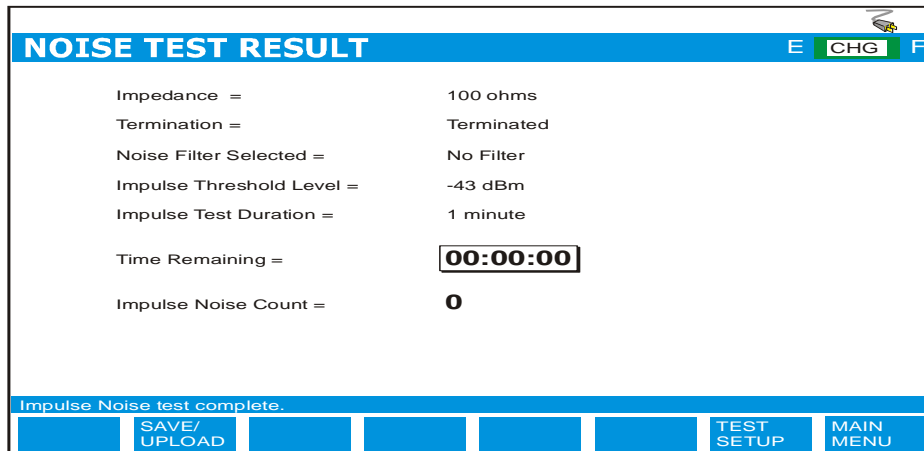 NOISE TEST RESULT E CHG F
Impedance = 100 ohms
Termination = Terminated
Noise Filter Selected = No Filter
Impulse Threshold Level = -43 dBm
Impulse Test Duration = 1 minute
Time Remaining = 00:00:00
Impulse Noise Count = 0
Impulse Noise test complete.
SAVE/
UPLOAD
TEST
SETUP
MAIN
MENU